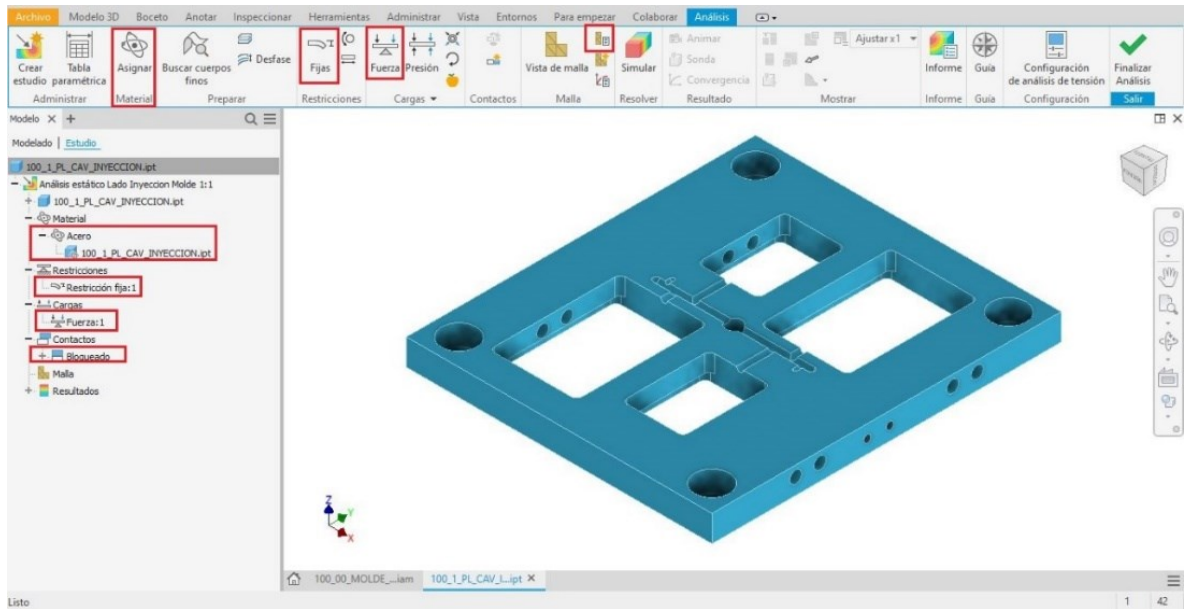 Archivo Modelo 3D Boceto Anotar Inspeccionar Herramientas Administrar Vista Entornos Para empezar Colaborar Análisis
Crear estudio
Tabla paramétrica
Asignar
Buscar cuerpos finos
Desfase
Fijas
Fuerza
Presión
Vista de malla
Simular
Animar
Sonda
Convergencia
Ajustar x1
Informe
Guía
Configuración de análisis de tensión
Finalizar Análisis
Administrar Material Preparar Restricciones Cargas Contactos Malla Resolver Resultado Mostrar Informe Guía Configuración Salir
Modelo × +
Modelado | Estudio
100_1_PL_CAV_INYECCION.ipt
Análisis estático Lado Inyeccion Molde 1:1
100_1_PL_CAV_INYECCION.ipt
Material
Acero
100_1_PL_CAV_INYECCION.ipt
Restricciones
Restricción fija:1
Cargas
Fuerza:1
Contactos
Bloqueado
Malla
Resultados
Z
Y
X
100_00_MOLDE_...iam 100_1_PL_CAV_I...ipt ×
Listo 1 42